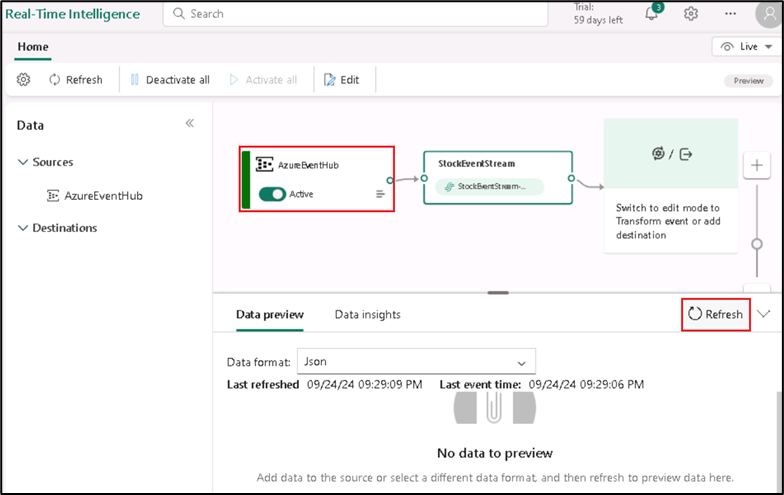 Real-Time Intelligence
Search
Trial:
59 days left
3
Home
Live
Refresh
Deactivate all
Activate all
Edit
Preview
Data
Sources
AzureEventHub
Destinations
AzureEventHub
Active
StockEventStream
StockEventStream-...
/
Switch to edit mode to
Transform event or add
destination
Data preview
Data insights
Refresh
Data format:
Json
Last refreshed 09/24/24 09:29:09 PM Last event time: 09/24/24 09:29:06 PM
No data to preview
Add data to the source or select a different data format, and then refresh to preview data here.